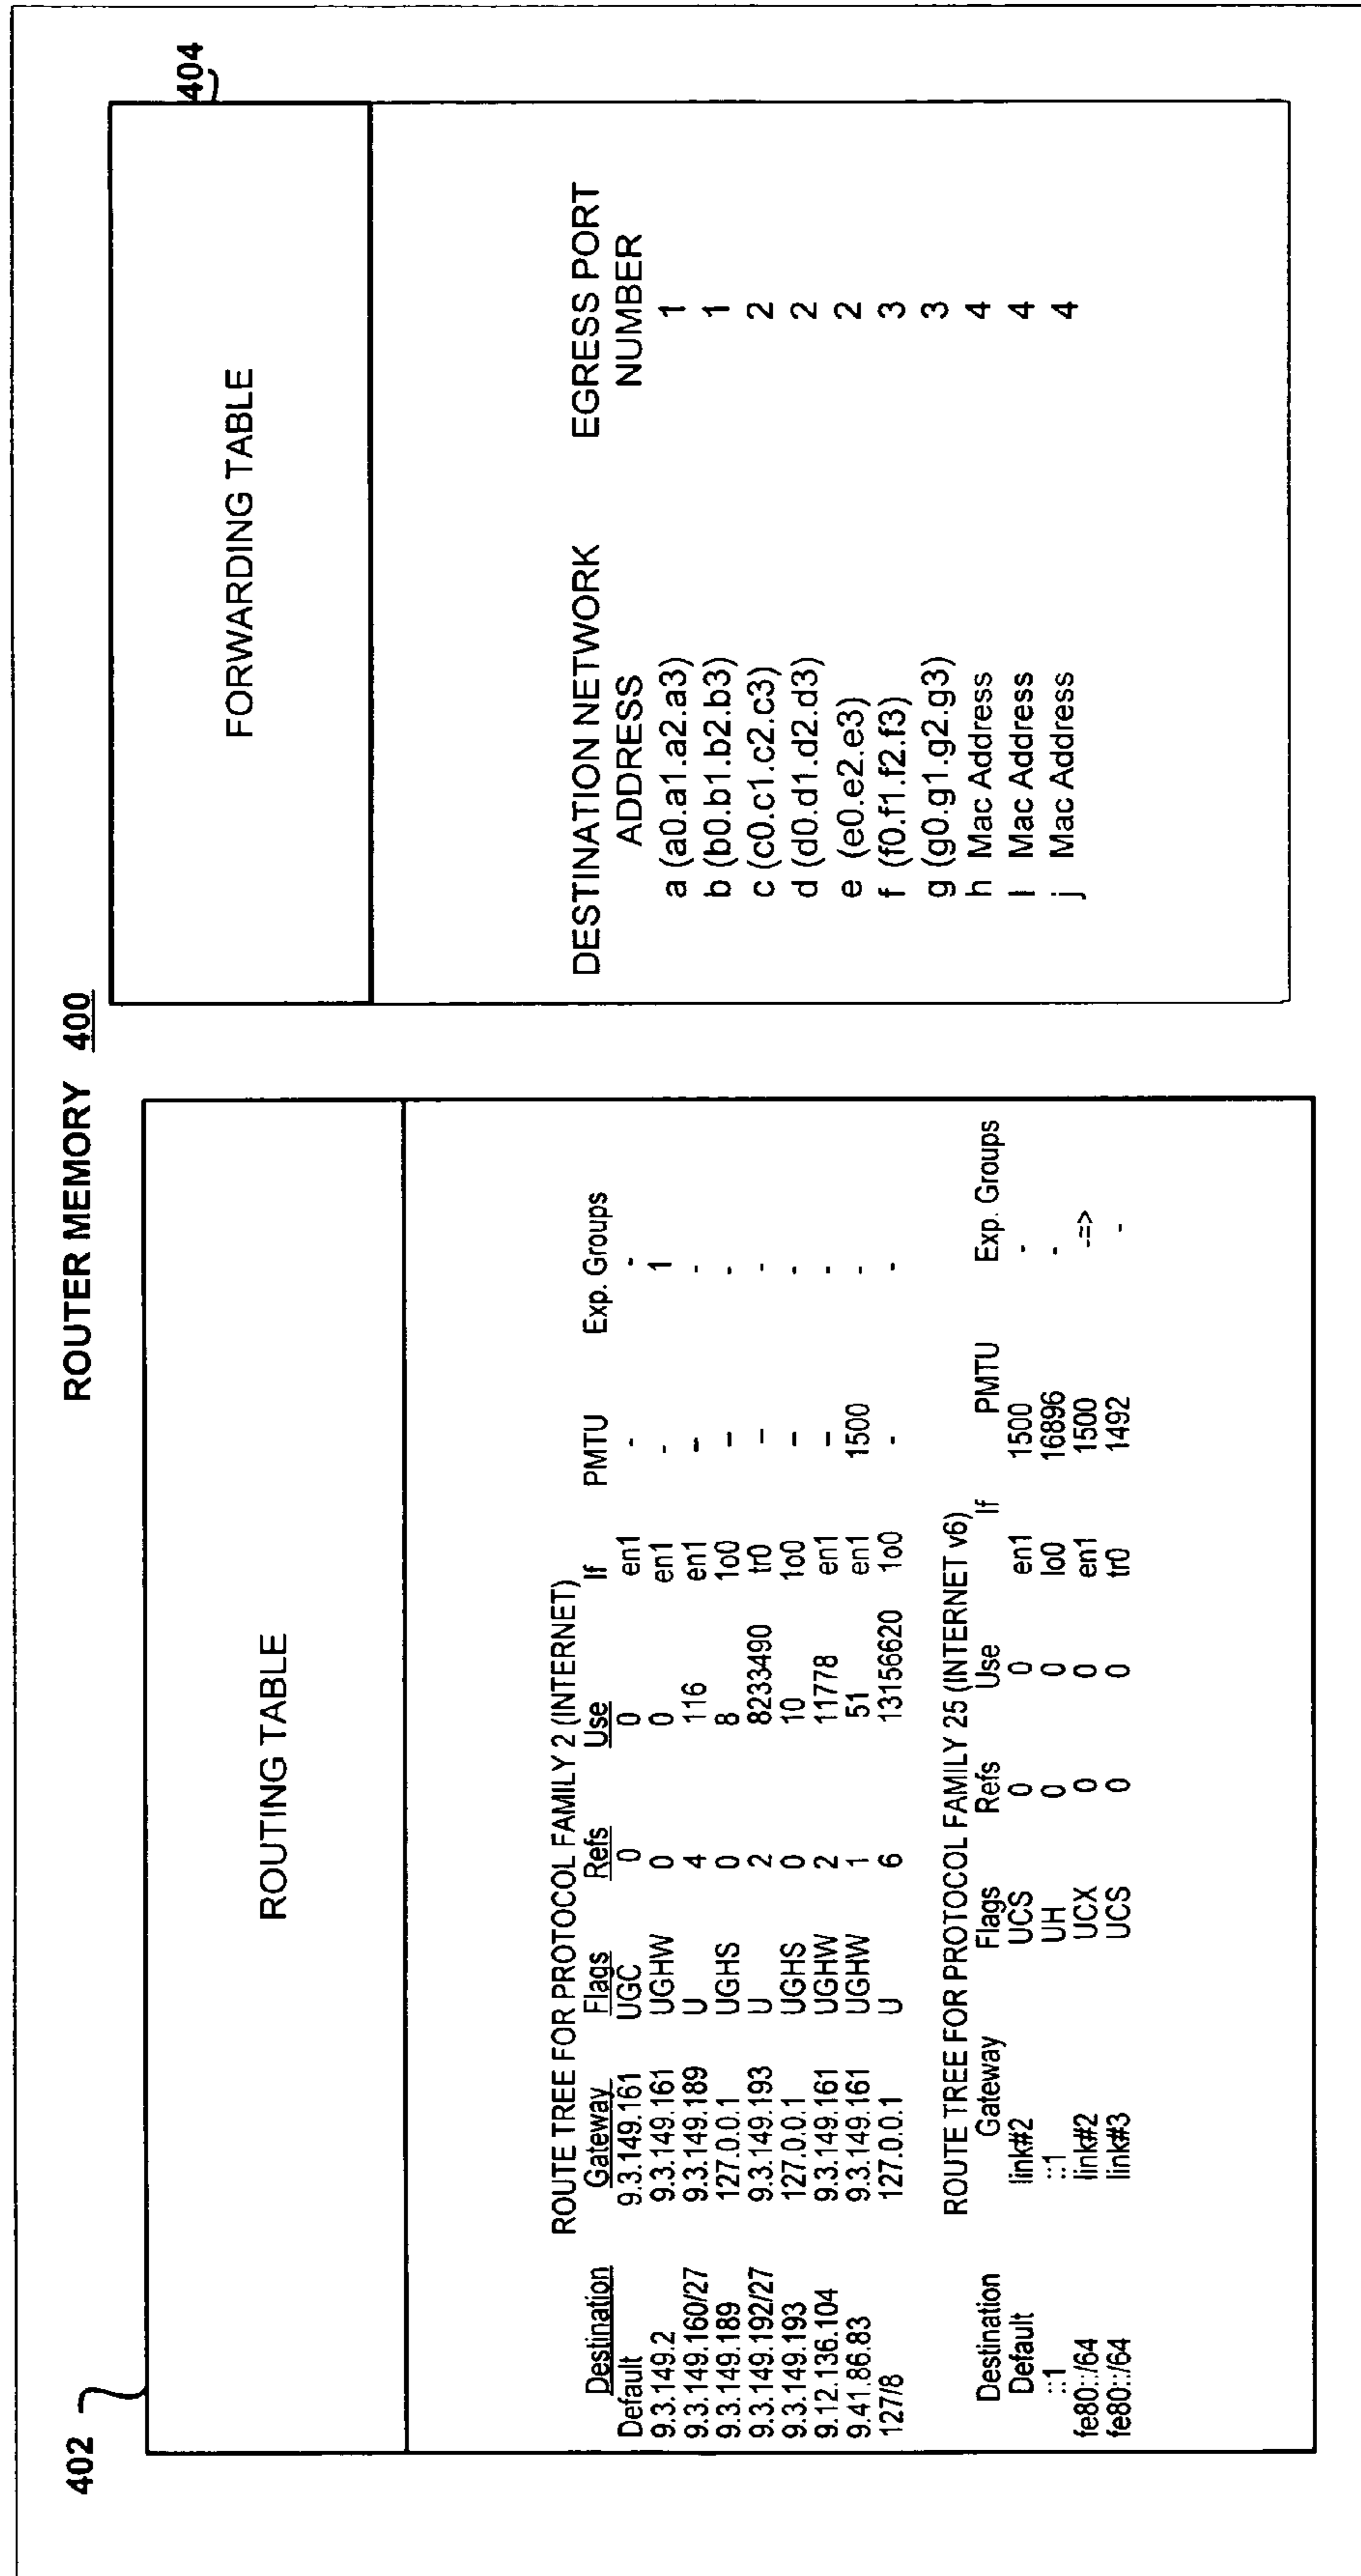 ROUTER MEMORY 400
402
ROUTING TABLE
ROUTE TREE FOR PROTOCOL FAMILY 2 (INTERNET)
Destination Gateway Flags Refs Use If PMTU Exp. Groups
Default 9.3.149.161 UGC 0 0 en1 - -
9.3.149.2 9.3.149.161 UGHW 0 0 en1 - 1
9.3.149.160/27 9.3.149.189 U 4 116 en1 - -
9.3.149.189 127.0.0.1 UGHS 0 8 1o0 - -
9.3.149.192/27 9.3.149.193 U 2 8233490 tr0 - -
9.3.149.193 127.0.0.1 UGHS 0 10 1o0 - -
9.12.136.104 9.3.149.161 UGHW 2 11778 en1 - -
9.41.86.83 9.3.149.161 UGHW 1 51 en1 1500 -
127/8 127.0.0.1 U 6 13156620 1o0 - -
ROUTE TREE FOR PROTOCOL FAMILY 25 (INTERNET v6)
Destination Gateway Flags Refs Use If PMTU Exp. Groups
Default link#2 UCS 0 0 en1 1500 -
::1 ::1 UH 0 0 lo0 16896 -
fe80::/64 link#2 UCX 0 0 en1 1500 -=>
fe80::/64 link#3 UCS 0 0 tr0 1492 -
404
FORWARDING TABLE
DESTINATION NETWORK EGRESS PORT
ADDRESS NUMBER
a (a0.a1.a2.a3) 1
b (b0.b1.b2.b3) 1
c (c0.c1.c2.c3) 2
d (d0.d1.d2.d3) 2
e (e0.e2.e3) 2
f (f0.f1.f2.f3) 3
g (g0.g1.g2.g3) 3
h Mac Address 4
I Mac Address 4
j Mac Address 4